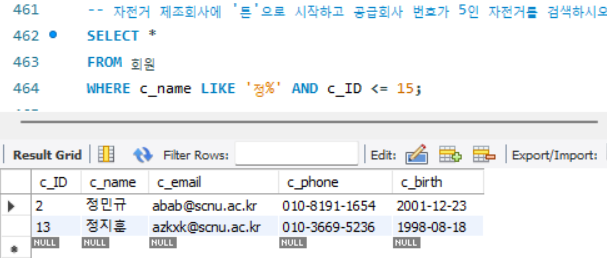 461 -- 자전거 제조회사에 '튼'으로 시작하고 공급회사 번호가 5인 자전거를 검색하시오
462 SELECT *
463 FROM 회원
464 WHERE c_name LIKE '정%' AND c_ID <= 15;
Result Grid Filter Rows: Edit: Export/Import:
c_ID c_name c_email c_phone c_birth
2 정민규 abab@scnu.ac.kr 010-8191-1654 2001-12-23
13 정지훈 azkxk@scnu.ac.kr 010-3669-5236 1998-08-18
NULL NULL NULL NULL NULL